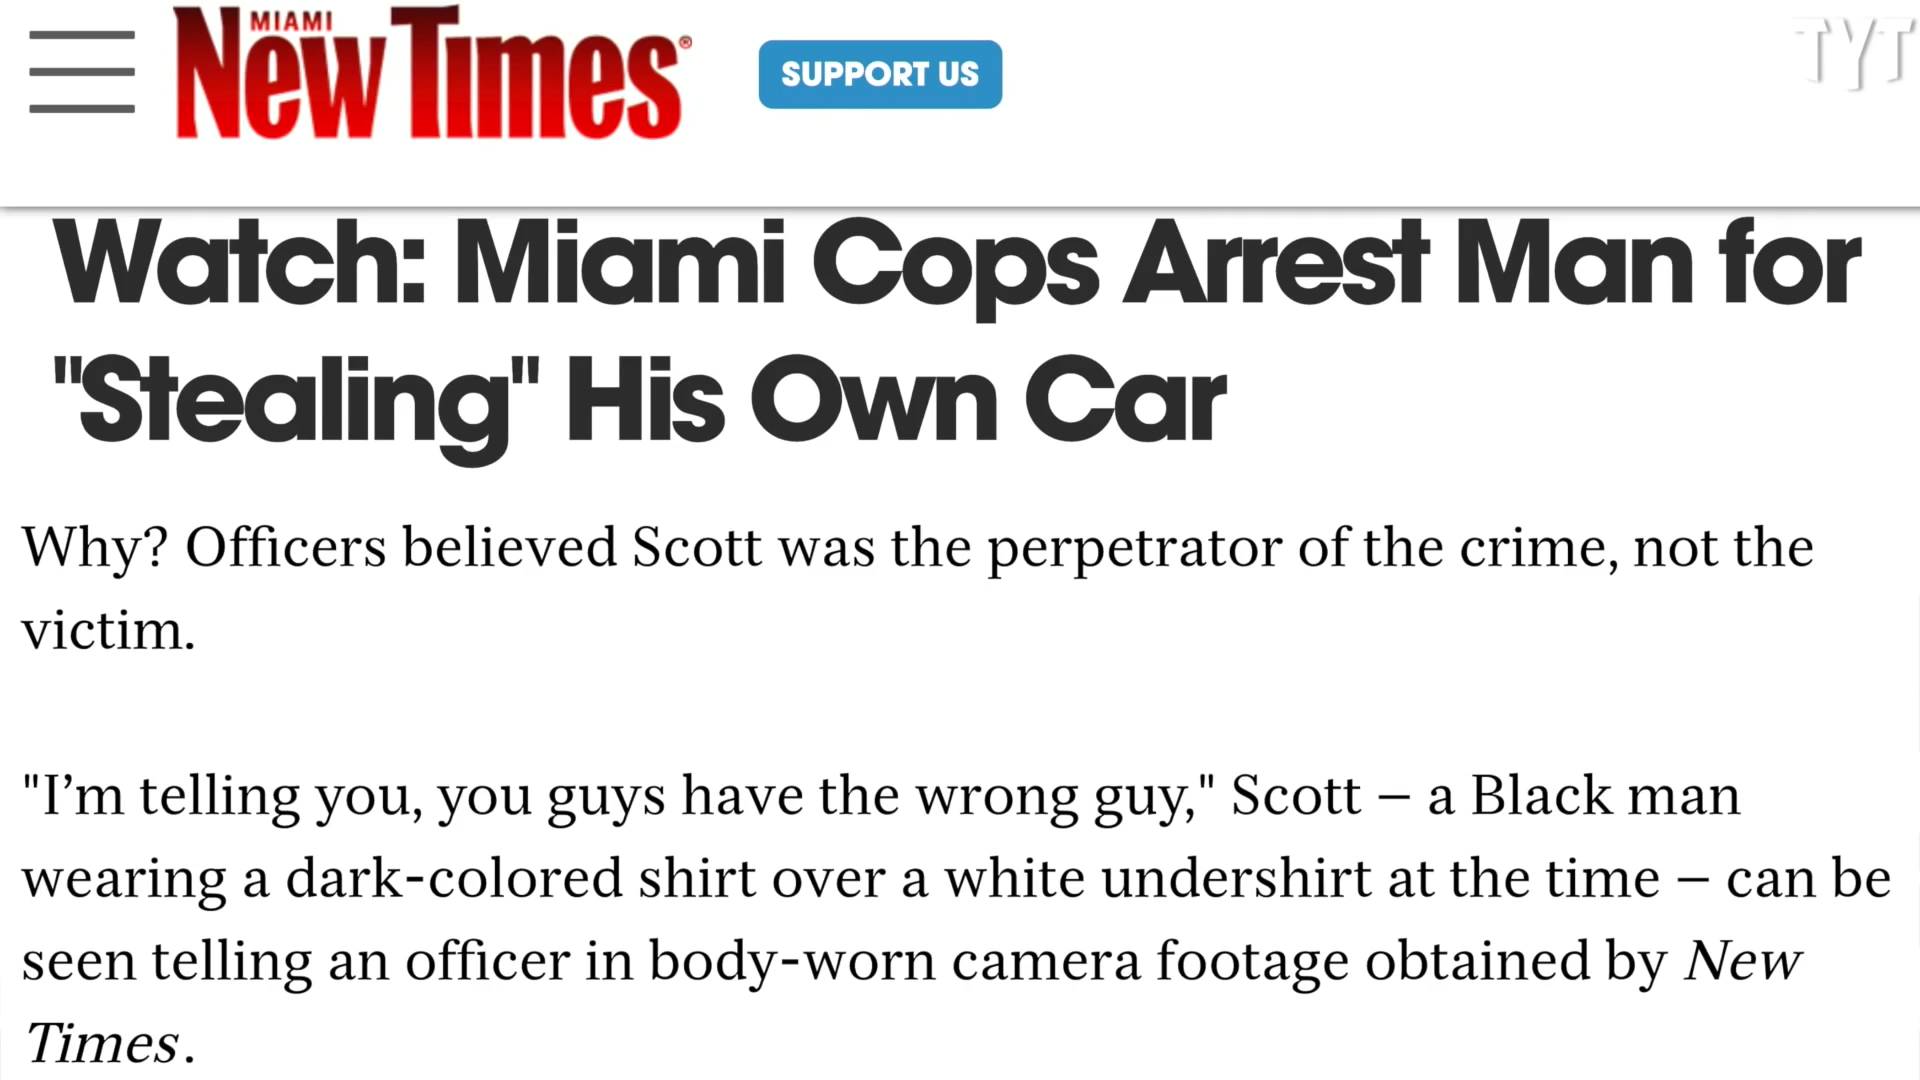 MIAMI
New Times®
SUPPORT US
TYT
Watch: Miami Cops Arrest Man for
"Stealing" His Own Car
Why? Officers believed Scott was the perpetrator of the crime, not the
victim.
"I’m telling you, you guys have the wrong guy," Scott – a Black man
wearing a dark-colored shirt over a white undershirt at the time – can be
seen telling an officer in body-worn camera footage obtained by New
Times.